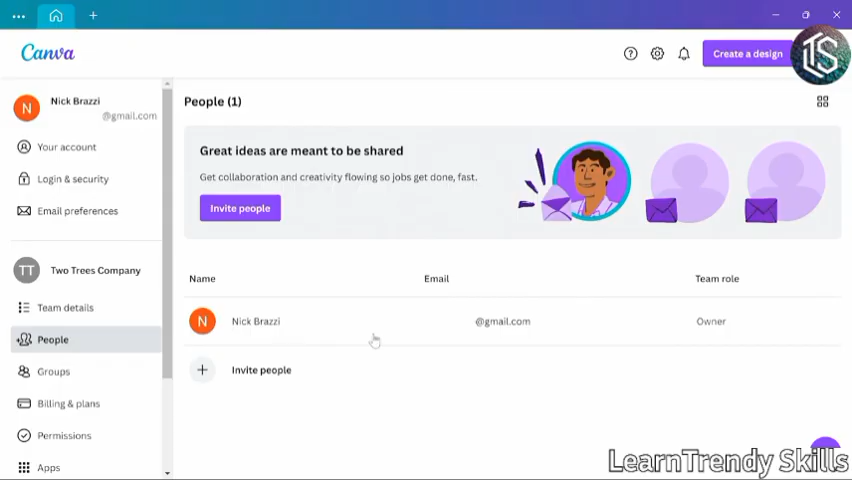 Canva
Create a design
TS
N
Nick Brazzi
@gmail.com
Your account
Login & security
Email preferences
TT
Two Trees Company
Team details
People
Groups
Billing & plans
Permissions
Apps
People (1)
Great ideas are meant to be shared
Get collaboration and creativity flowing so jobs get done, fast.
Invite people
Name Email Team role
N Nick Brazzi @gmail.com Owner
Invite people
LearnTrendy Skills